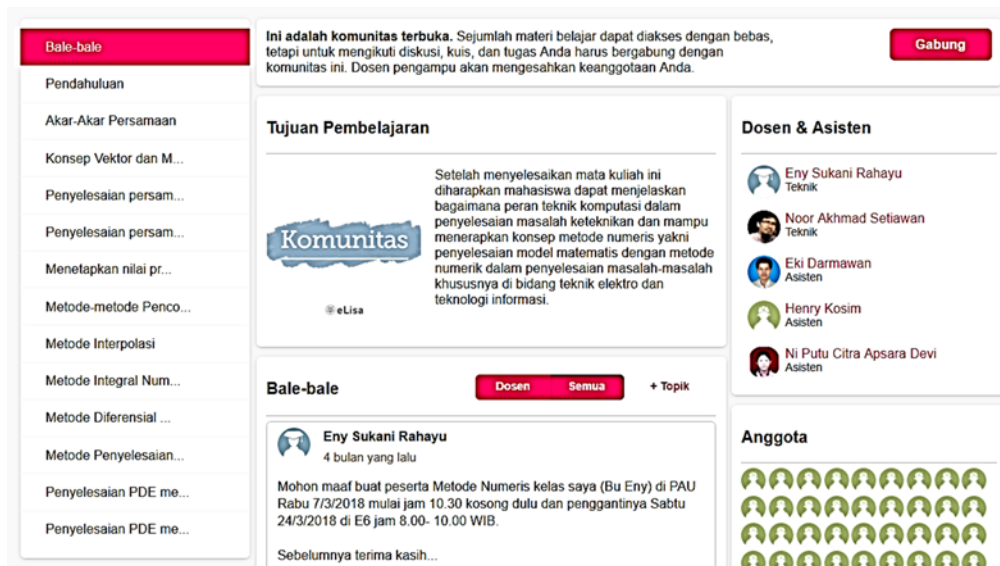 Bale-bale
Pendahuluan
Akar-Akar Persamaan
Konsep Vektor dan M...
Penyelesaian persam...
Penyelesaian persam...
Menetapkan nilai pr...
Metode-metode Penco...
Metode Interpolasi
Metode Integral Num...
Metode Diferensial ...
Metode Penyelesaian...
Penyelesaian PDE me...
Penyelesaian PDE me...
Ini adalah komunitas terbuka. Sejumlah materi belajar dapat diakses dengan bebas,
tetapi untuk mengikuti diskusi, kuis, dan tugas Anda harus bergabung dengan
komunitas ini. Dosen pengampu akan mengesahkan keanggotaan Anda.
Gabung
Tujuan Pembelajaran
Komunitas
eLisa
Setelah menyelesaikan mata kuliah ini
diharapkan mahasiswa dapat menjelaskan
bagaimana peran teknik komputasi dalam
penyelesaian masalah keteknikan dan mampu
menerapkan konsep metode numeris yakni
penyelesaian model matematis dengan metode
numerik dalam penyelesaian masalah-masalah
khususnya di bidang teknik elektro dan
teknologi informasi.
Bale-bale
Dosen
Semua
+ Topik
Eny Sukani Rahayu
4 bulan yang lalu
Mohon maaf buat peserta Metode Numeris kelas saya (Bu Eny) di PAU
Rabu 7/3/2018 mulai jam 10.30 kosong dulu dan penggantinya Sabtu
24/3/2018 di E6 jam 8.00- 10.00 WIB.
Sebelumnya terima kasih...
Dosen & Asisten
Eny Sukani Rahayu
Teknik
Noor Akhmad Setiawan
Teknik
Eki Darmawan
Asisten
Henry Kosim
Asisten
Ni Putu Citra Apsara Devi
Asisten
Anggota